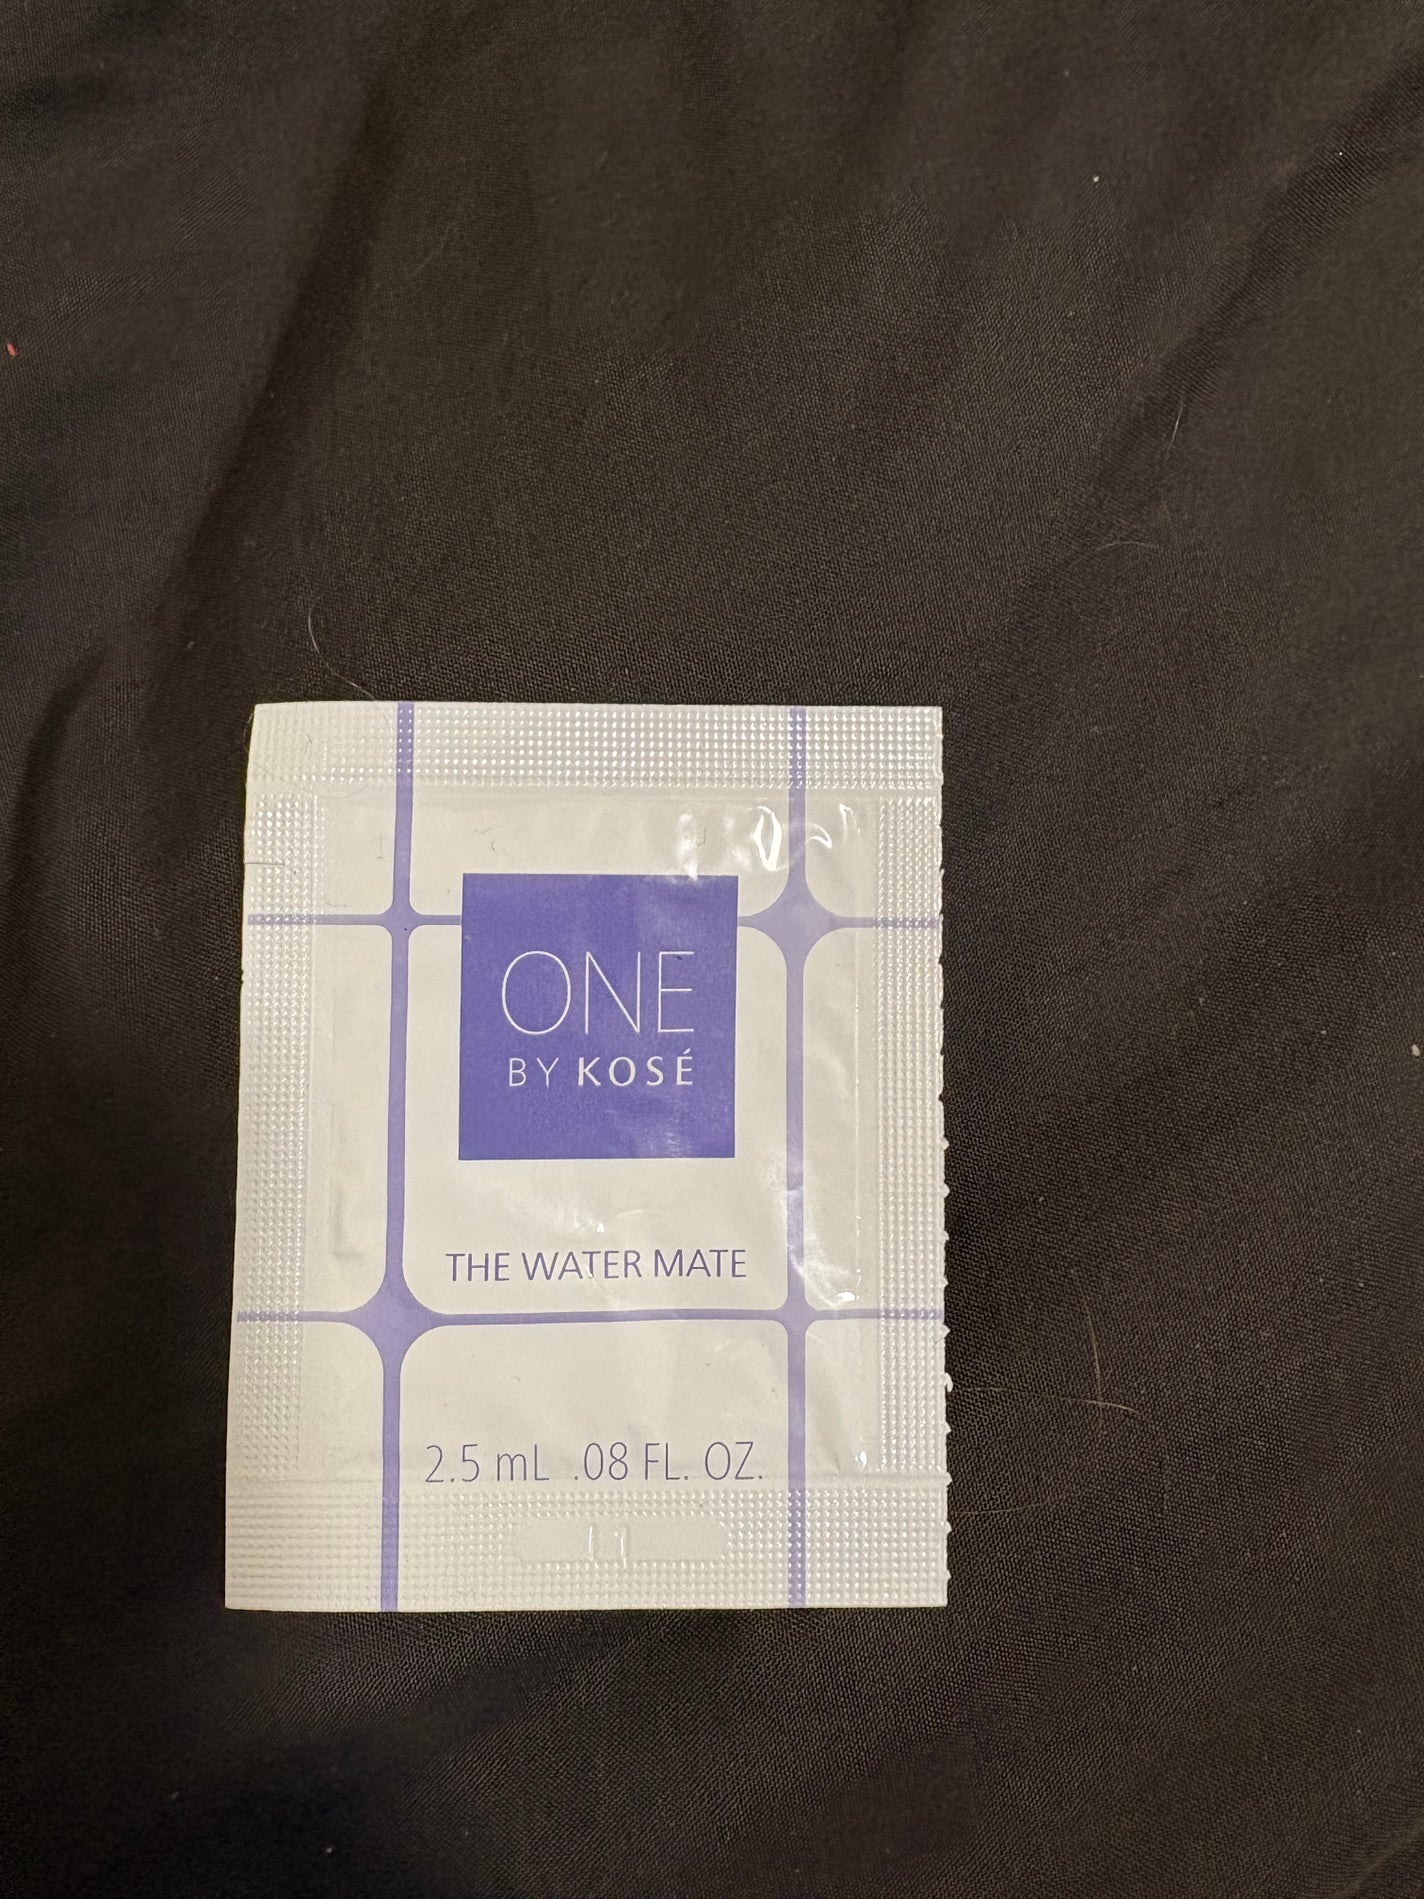 ONE
BY KOSÉ
THE WATER MATE
2.5 mL .08 FL. OZ.